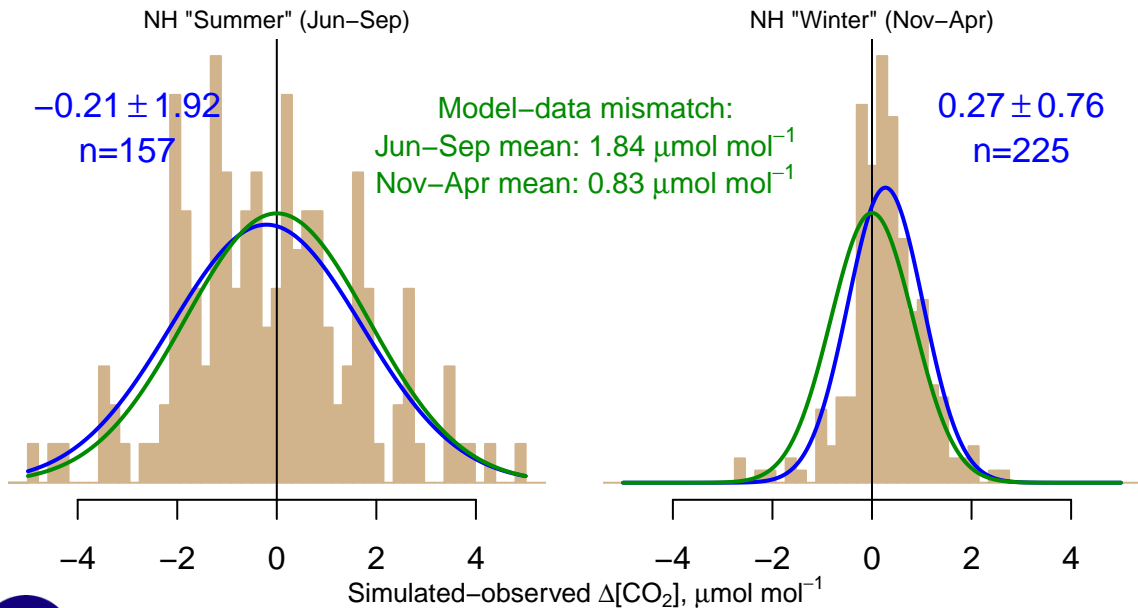 NH "Summer" (Jun−Sep)
NH "Winter" (Nov−Apr)
−0.21 ± 1.92
n=157
Model−data mismatch:
Jun−Sep mean: 1.84 μmol mol⁻¹
Nov−Apr mean: 0.83 μmol mol⁻¹
0.27 ± 0.76
n=225
−4 −2 0 2 4
−4 −2 0 2 4
Simulated−observed Δ[CO₂], μmol mol⁻¹